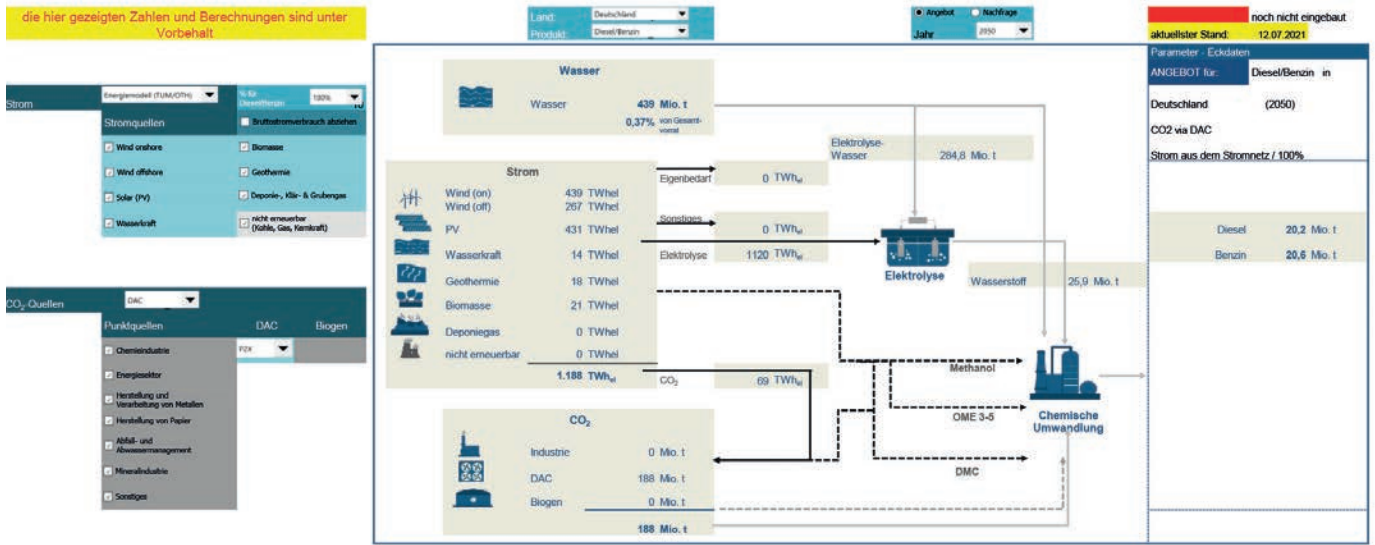 die hier gezeigten Zahlen und Berechnungen sind unter
Vorbehalt
Land: Deutschland
Produkt: Diesel/Benzin
Angebot Nachfrage
Jahr 2050
noch nicht eingebaut
aktuellster Stand: 12.07.2021
Strom
Energiemodell (TUM/OTH)
% für
Diesel/Benzin 100%
Stromquellen
Bruttostromverbrauch abziehen
Wind onshore
Biomasse
Wind offshore
Geothermie
Solar (PV)
Deponie-, Klär- & Grubengas
Wasserkraft
nicht erneuerbar
(Kohle, Gas, Kernkraft)
CO₂-Quellen
DAC
Punktquellen DAC Biogen
P2X
Chemieindustrie
Energiesektor
Herstellung und
Verarbeitung von Metallen
Herstellung von Papier
Abfall- und
Abwassermanagement
Mineralindustrie
Sonstiges
Wasser
Wasser 439 Mio. t
0,37% von Gesamt-
vorrat
Strom
Wind (on) 439 TWhel
Wind (off) 267 TWhel
PV 431 TWhel
Wasserkraft 14 TWhel
Geothermie 18 TWhel
Biomasse 21 TWhel
Deponiegas 0 TWhel
nicht erneuerbar 0 TWhel
1.188 TWhel
Eigenbedarf 0 TWhel
Sonstiges 0 TWhel
Elektrolyse 1120 TWhel
CO₂ 69 TWhel
Elektrolyse-
Wasser 284,8 Mio. t
Elektrolyse
Wasserstoff 25,9 Mio. t
Methanol
OME 3-5
DMC
Chemische
Umwandlung
CO₂
Industrie 0 Mio. t
DAC 188 Mio. t
Biogen 0 Mio. t
188 Mio. t
Parameter - Eckdaten
ANGEBOT für: Diesel/Benzin in
Deutschland (2050)
CO2 via DAC
Strom aus dem Stromnetz / 100%
Diesel 20,2 Mio. t
Benzin 20,6 Mio. t